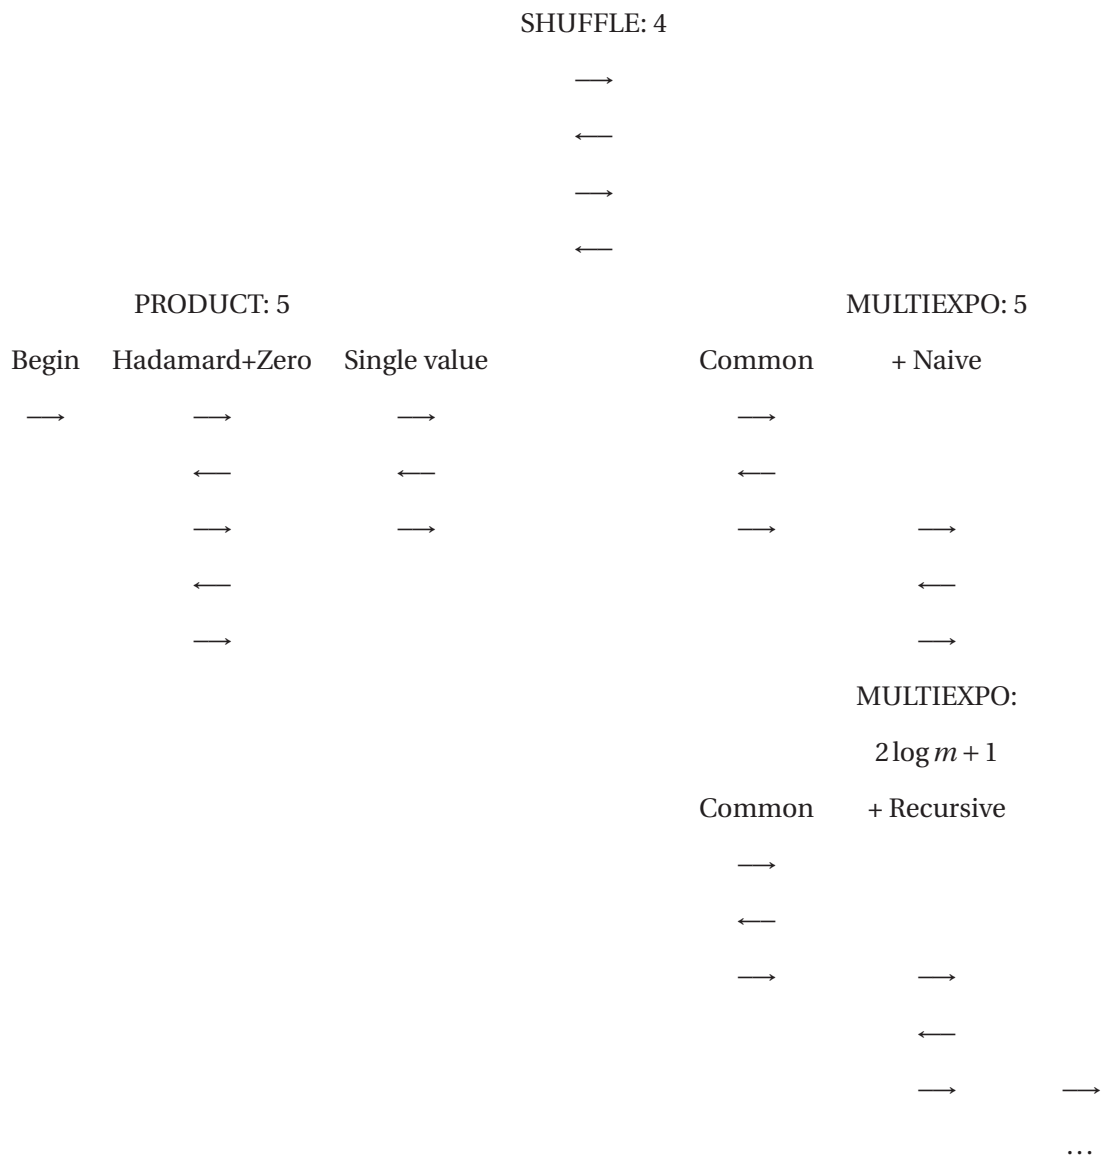 SHUFFLE: 4
⟶
⟵
⟶
⟵
PRODUCT: 5 MULTIEXPO: 5
Begin Hadamard+Zero Single value Common + Naive
⟶ ⟶ ⟶ ⟶
⟵ ⟵ ⟵
⟶ ⟶ ⟶ ⟶
⟵ ⟵
⟶ ⟶
MULTIEXPO:
2 log m + 1
Common + Recursive
⟶
⟵
⟶ ⟶
⟵
⟶ ⟶
...